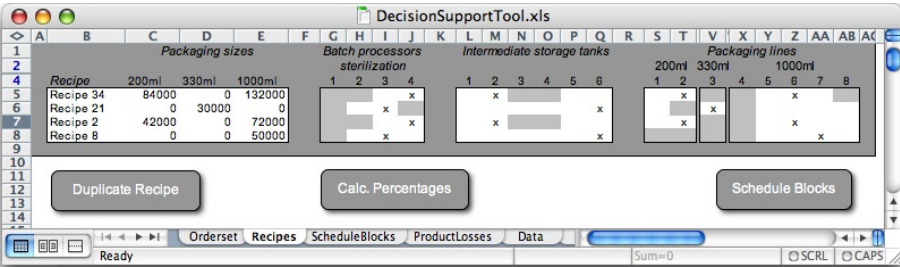 DecisionSupportTool.xls
A B C D E F G H I J K L M N O P Q R S T V X Y Z AA AB AC
1 Packaging sizes Batch processors Intermediate storage tanks Packaging lines
2 sterilization 200ml 330ml 1000ml
4 Recipe 200ml 330ml 1000ml 1 2 3 4 1 2 3 4 5 6 1 2 3 4 5 6 7 8
5 Recipe 34 84000 0 132000 x x x x
6 Recipe 21 0 30000 0 x x x
7 Recipe 2 42000 0 72000 x x x x
8 Recipe 8 0 0 50000 x x x
9
10
11
12 Duplicate Recipe Calc. Percentages Schedule Blocks
13
14
Orderset Recipes ScheduleBlocks ProductLosses Data
Ready Sum=0 SCRL CAPS